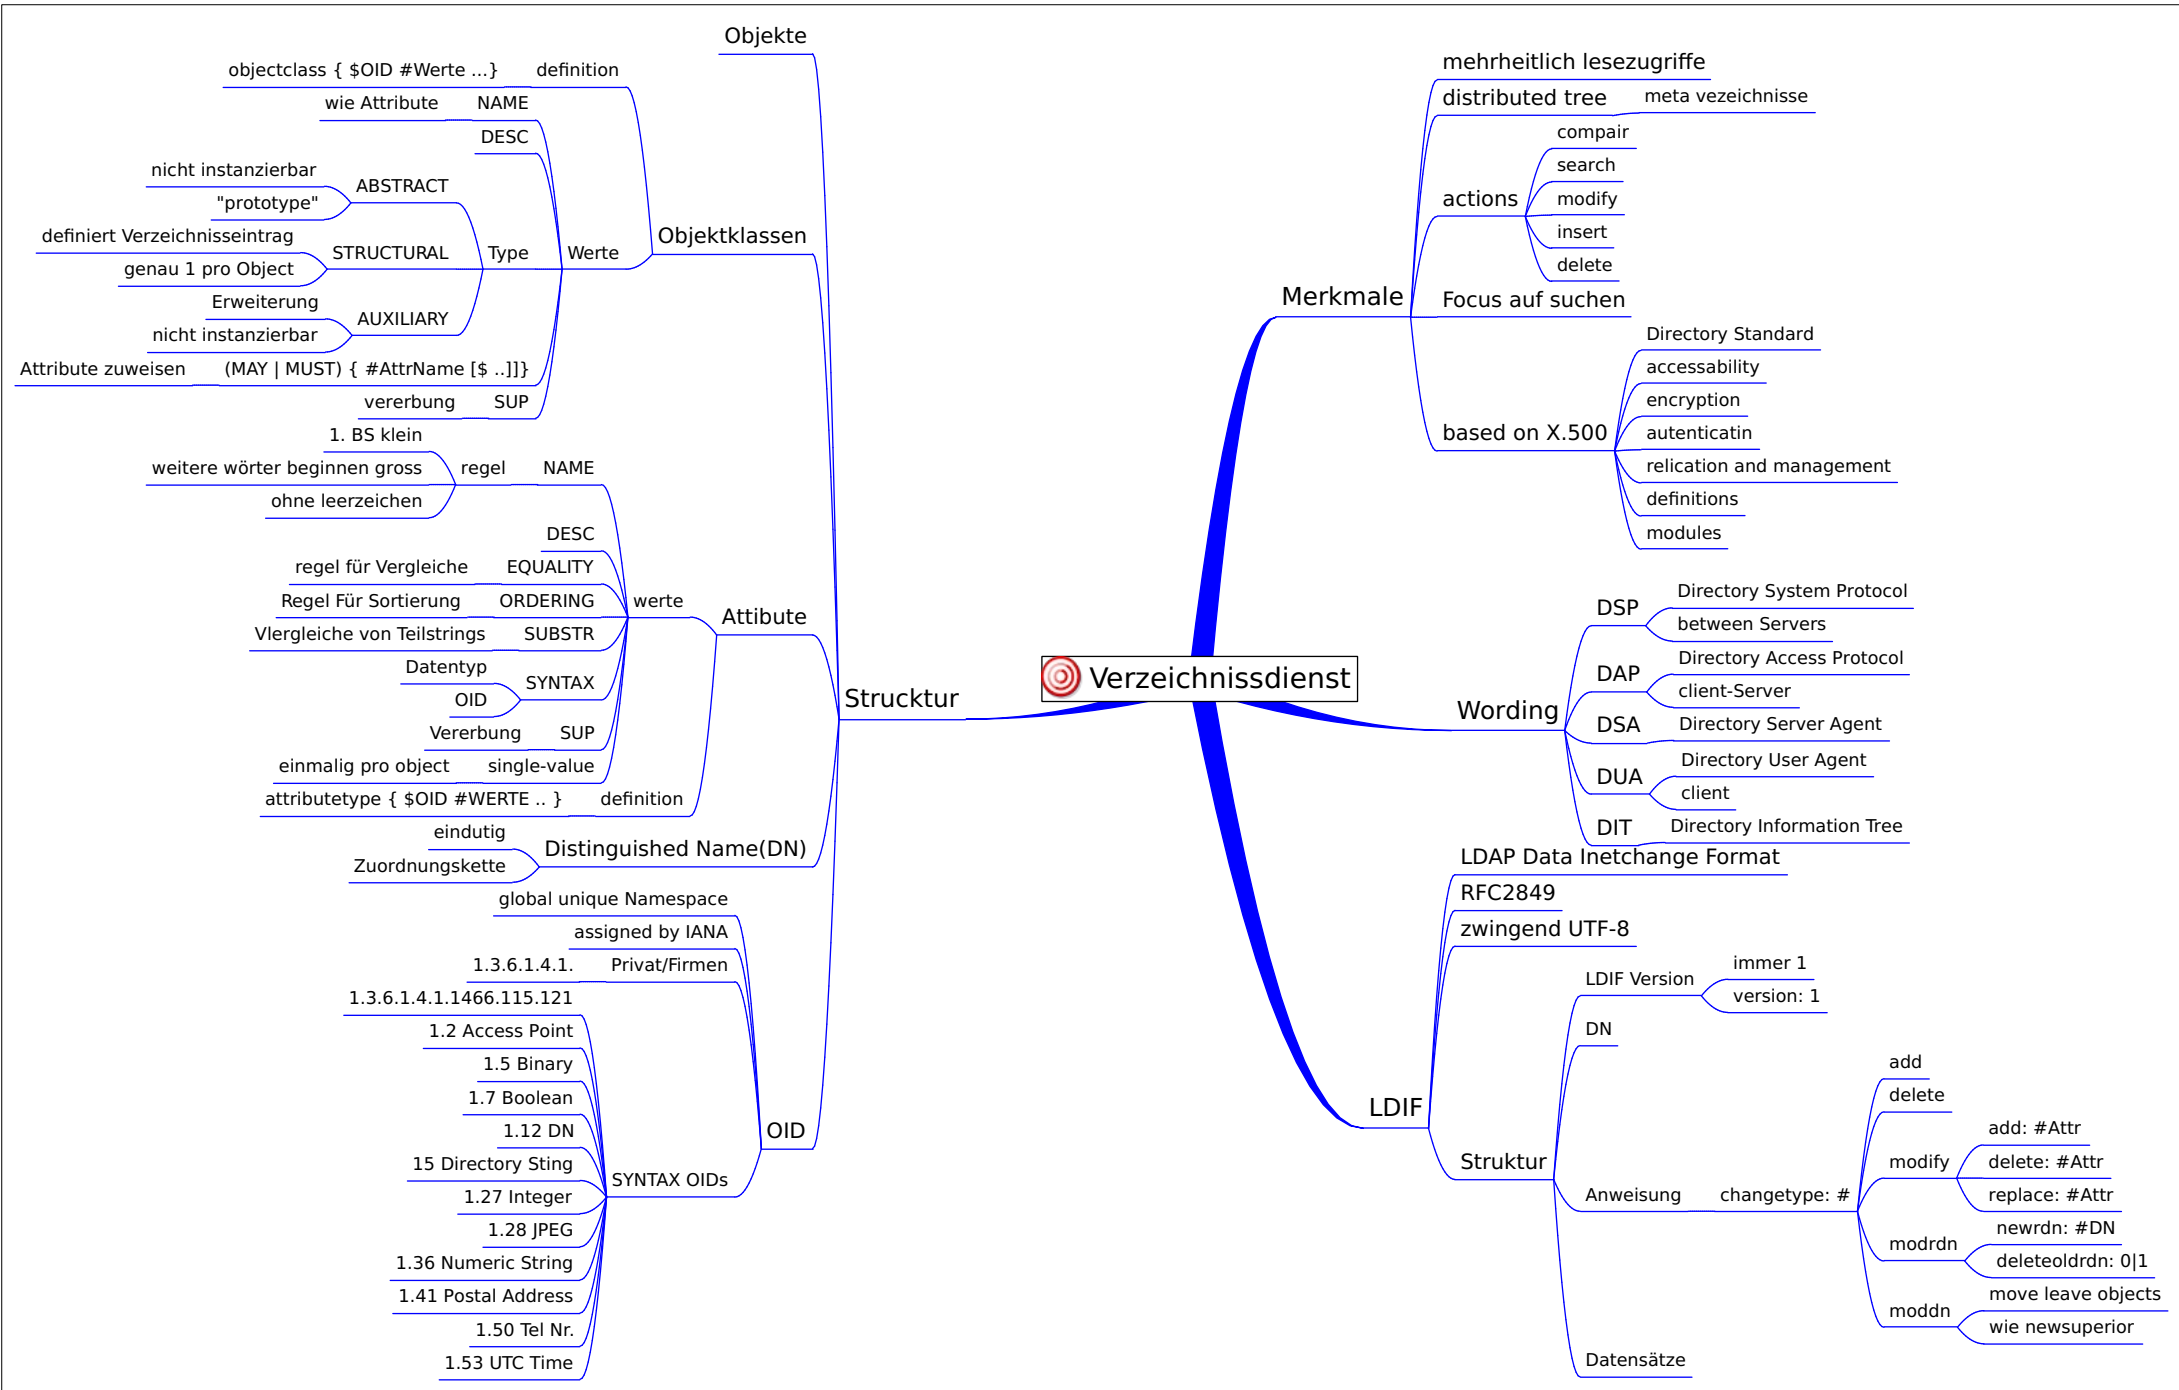 Verzeichnissdienst
Merkmale
mehrheitlich lesezugriffe
distributed tree
meta vezeichnisse
actions
compair
search
modify
insert
delete
Focus auf suchen
based on X.500
Directory Standard
accessability
encryption
autenticatin
relication and management
definitions
modules
Wording
DSP
Directory System Protocol
between Servers
DAP
Directory Access Protocol
client-Server
DSA
Directory Server Agent
DUA
Directory User Agent
client
DIT
Directory Information Tree
LDIF
LDAP Data Inetchange Format
RFC2849
zwingend UTF-8
Struktur
LDIF Version
immer 1
version: 1
DN
Anweisung
changetype: #
add
delete
modify
add: #Attr
delete: #Attr
replace: #Attr
modrdn
newrdn: #DN
deleteoldrdn: 0|1
moddn
move leave objects
wie newsuperior
Datensätze
Strucktur
Objekte
Objektklassen
definition
objectclass { $OID #Werte ...}
Werte
NAME
wie Attribute
DESC
Type
ABSTRACT
nicht instanzierbar
"prototype"
STRUCTURAL
definiert Verzeichnisseintrag
genau 1 pro Object
AUXILIARY
Erweiterung
nicht instanzierbar
(MAY | MUST) { #AttrName [$ ..]]}
Attribute zuweisen
SUP
vererbung
Attibute
werte
NAME
regel
1. BS klein
weitere wörter beginnen gross
ohne leerzeichen
DESC
EQUALITY
regel für Vergleiche
ORDERING
Regel Für Sortierung
SUBSTR
Vlergleiche von Teilstrings
SYNTAX
Datentyp
OID
SUP
Vererbung
single-value
einmalig pro object
definition
attributetype { $OID #WERTE .. }
Distinguished Name(DN)
eindutig
Zuordnungskette
OID
global unique Namespace
assigned by IANA
Privat/Firmen
1.3.6.1.4.1.
SYNTAX OIDs
1.3.6.1.4.1.1466.115.121
1.2 Access Point
1.5 Binary
1.7 Boolean
1.12 DN
15 Directory Sting
1.27 Integer
1.28 JPEG
1.36 Numeric String
1.41 Postal Address
1.50 Tel Nr.
1.53 UTC Time